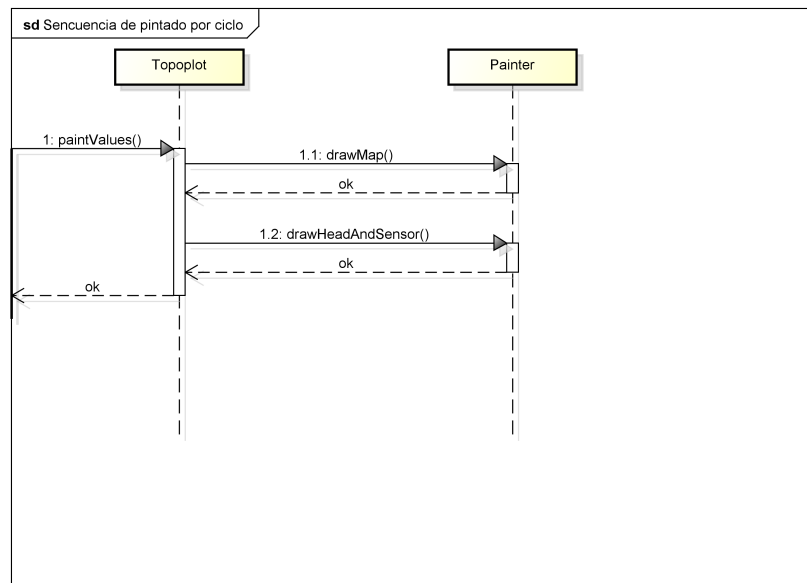 sd Sencuencia de pintado por ciclo
Topoplot
Painter
1: paintValues()
1.1: drawMap()
ok
1.2: drawHeadAndSensor()
ok
ok